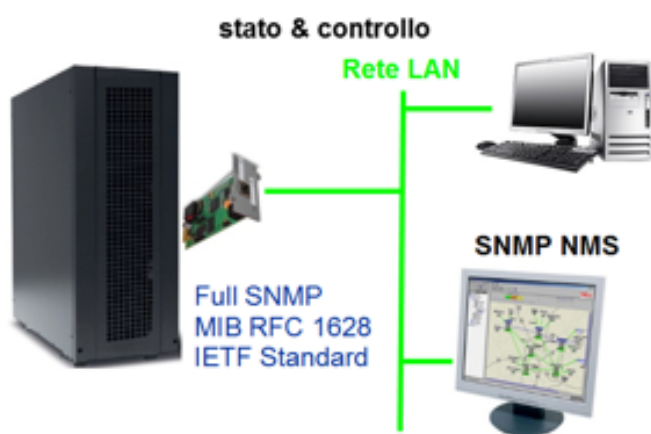 stato & controllo
Rete LAN
SNMP NMS
Full SNMP
MIB RFC 1628
IETF Standard